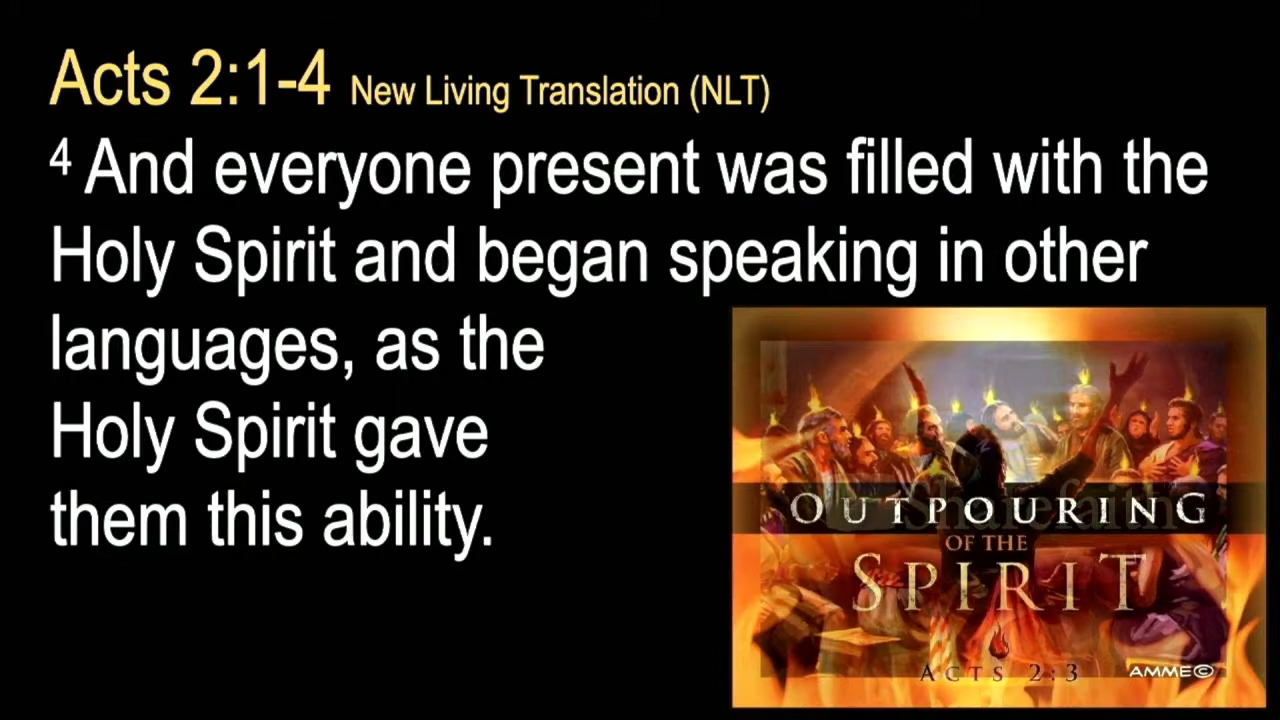 Acts 2:1-4 New Living Translation (NLT)
4 And everyone present was filled with the
Holy Spirit and began speaking in other
languages, as the
Holy Spirit gave
them this ability.
Sharefaith
OUTPOURING
OF THE
SPIRIT
ACTS 2:3
AMME©